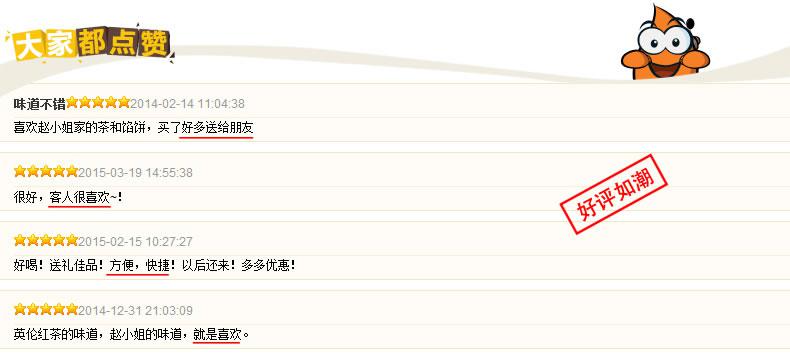 大家都点赞
味道不错 2014-02-14 11:04:38
喜欢赵小姐家的茶和馅饼，买了好多送给朋友
2015-03-19 14:55:38
很好，客人很喜欢~！
好评如潮
2015-02-15 10:27:27
好喝！送礼佳品！方便，快捷！以后还来！多多优惠！
2014-12-31 21:03:09
英伦红茶的味道，赵小姐的味道，就是喜欢。